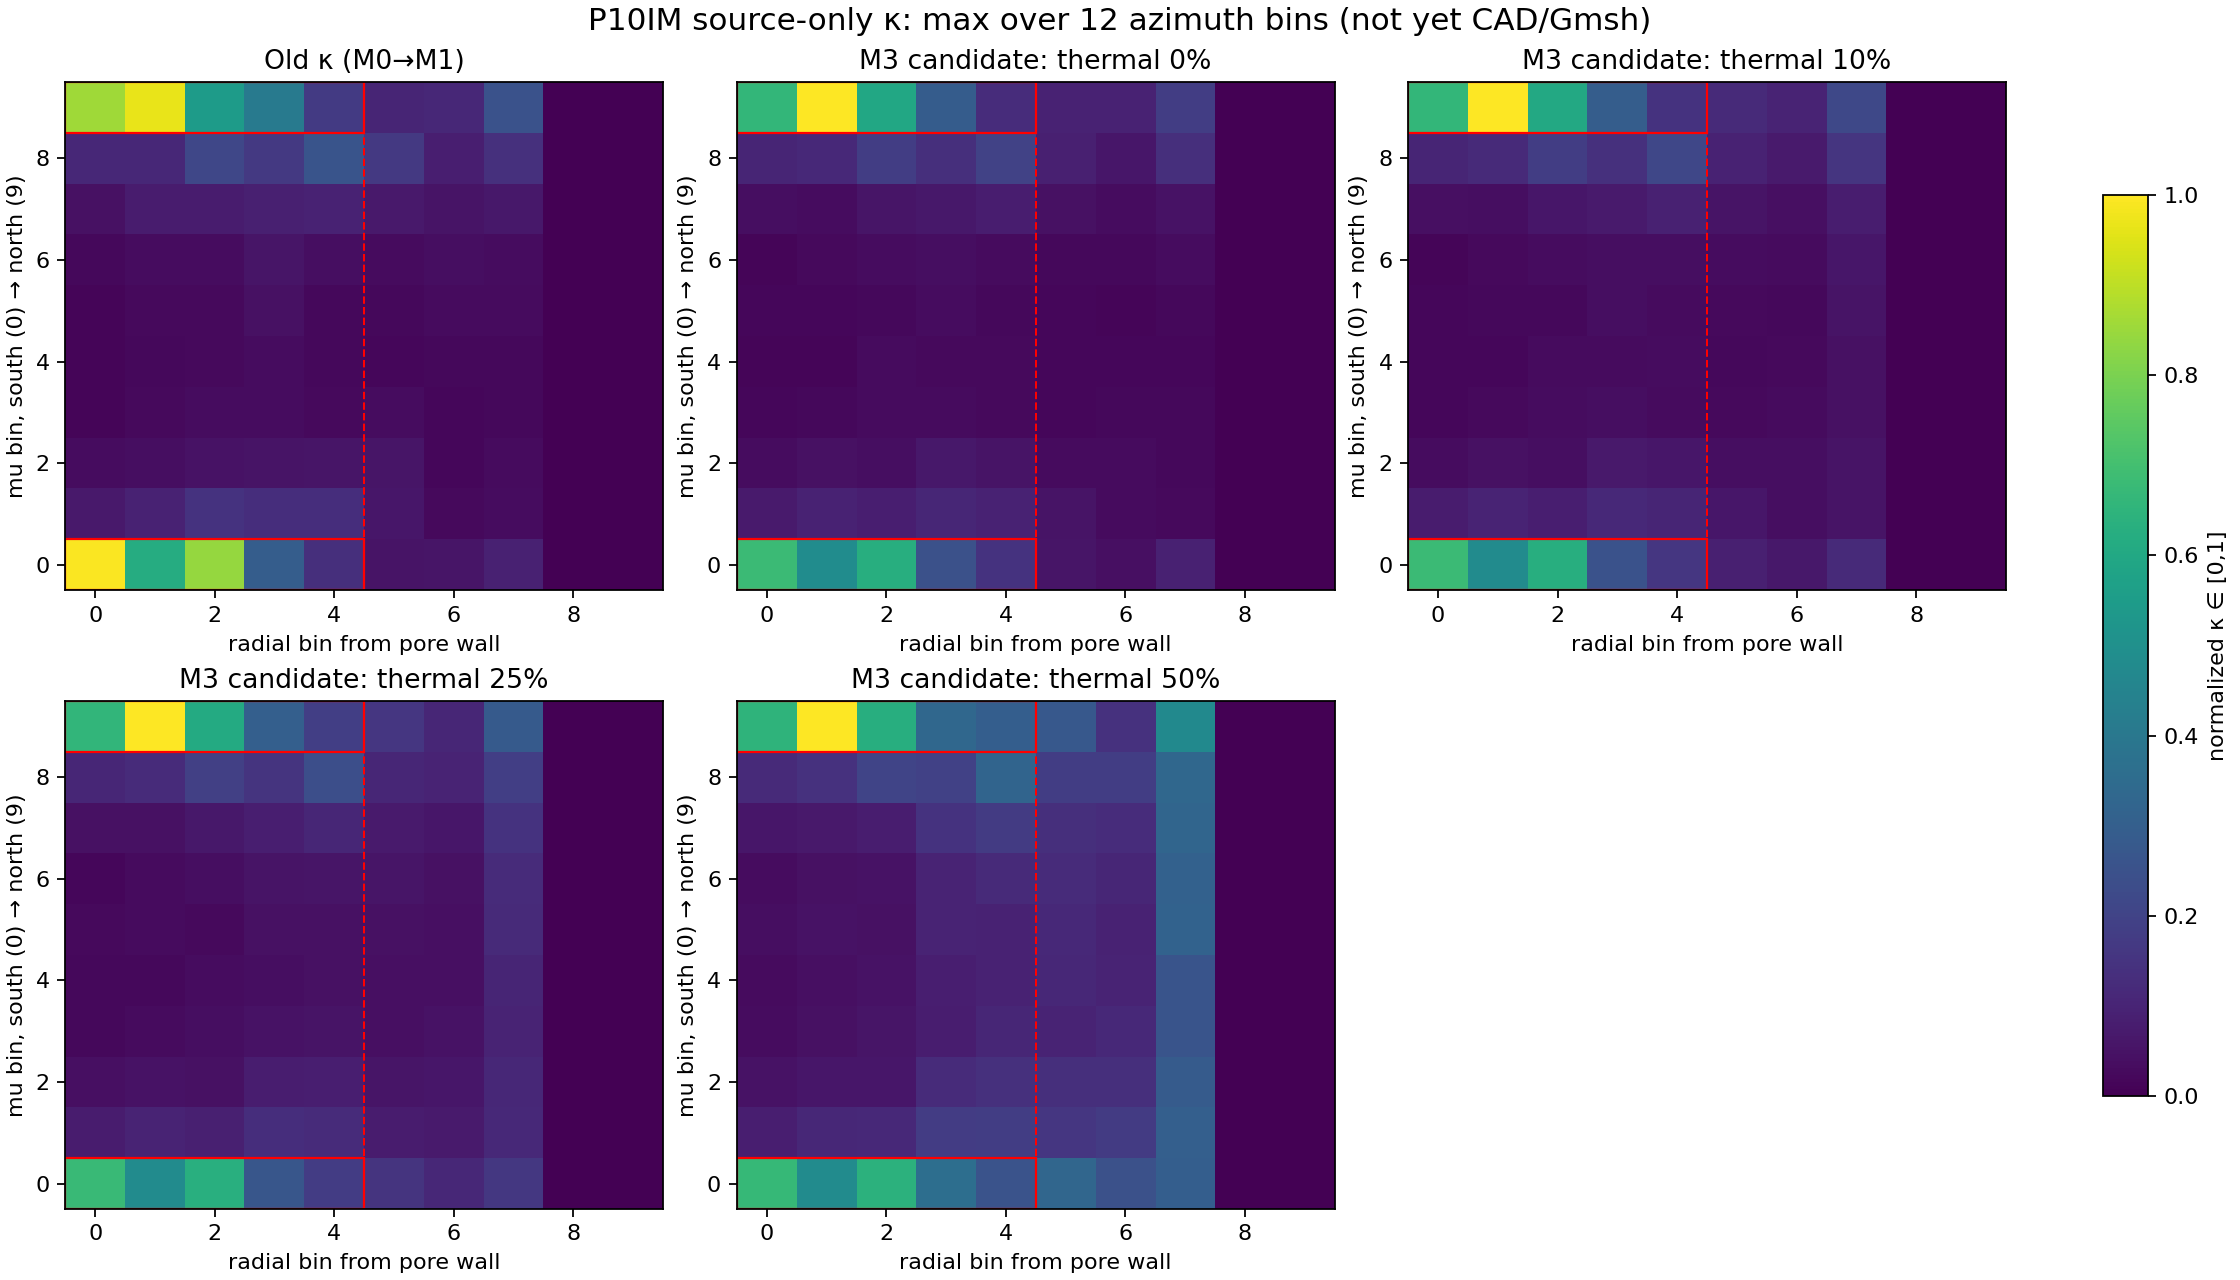 P10IM source-only κ: max over 12 azimuth bins (not yet CAD/Gmsh)
Old κ (M0→M1)
mu bin, south (0) → north (9)
8
6
4
2
0
0 2 4 6 8
radial bin from pore wall
M3 candidate: thermal 0%
mu bin, south (0) → north (9)
8
6
4
2
0
0 2 4 6 8
radial bin from pore wall
M3 candidate: thermal 10%
mu bin, south (0) → north (9)
8
6
4
2
0
0 2 4 6 8
radial bin from pore wall
M3 candidate: thermal 25%
mu bin, south (0) → north (9)
8
6
4
2
0
0 2 4 6 8
radial bin from pore wall
M3 candidate: thermal 50%
mu bin, south (0) → north (9)
8
6
4
2
0
0 2 4 6 8
radial bin from pore wall
1.0
0.8
0.6
0.4
0.2
0.0
normalized κ ∈ [0,1]